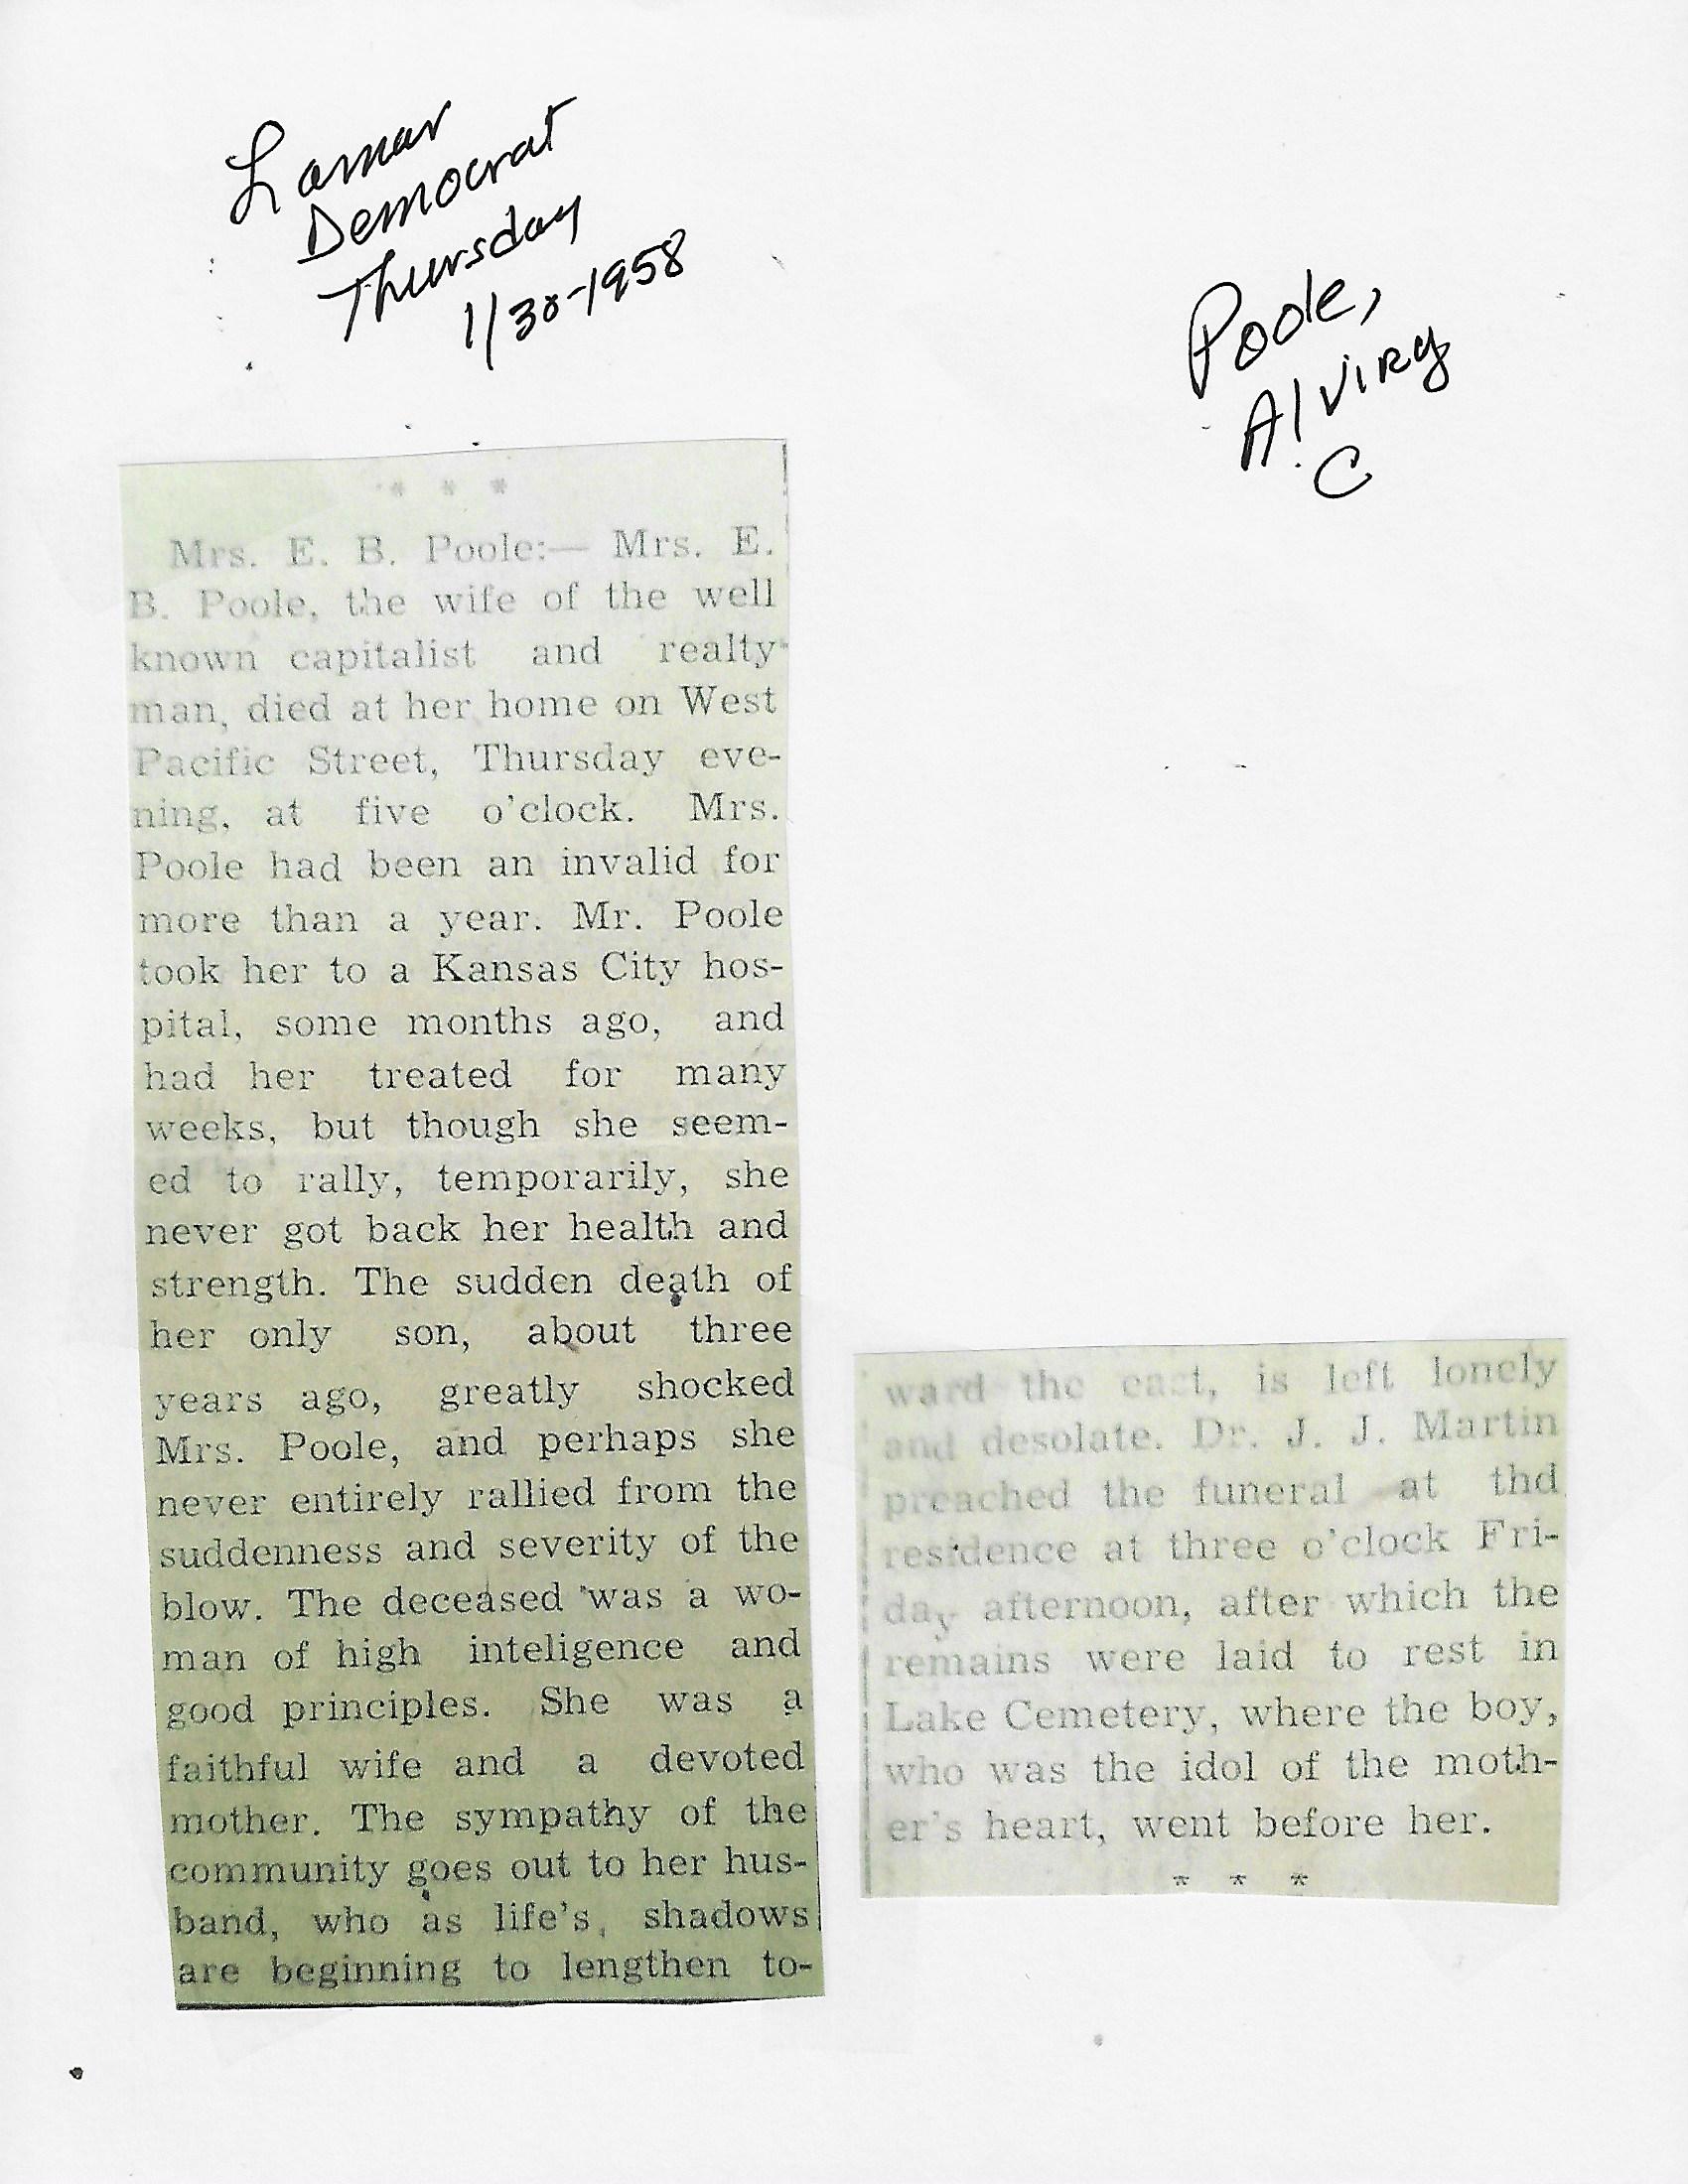 Lamar
Democrat
Thursday
1/30-1958
Poole,
Alviry
C
* * *
Mrs. E. B. Poole:— Mrs. E.
B. Poole, the wife of the well
known capitalist and realty
man, died at her home on West
Pacific Street, Thursday eve-
ning, at five o'clock. Mrs.
Poole had been an invalid for
more than a year. Mr. Poole
took her to a Kansas City hos-
pital, some months ago, and
had her treated for many
weeks, but though she seem-
ed to rally, temporarily, she
never got back her health and
strength. The sudden death of
her only son, about three
years ago, greatly shocked
Mrs. Poole, and perhaps she
never entirely rallied from the
suddenness and severity of the
blow. The deceased was a wo-
man of high inteligence and
good principles. She was a
faithful wife and a devoted
mother. The sympathy of the
community goes out to her hus-
band, who as life's, shadows
are beginning to lengthen to-
ward the east, is left lonely
and desolate. Dr. J. J. Martin
preached the funeral at thd
residence at three o'clock Fri-
day afternoon, after which the
remains were laid to rest in
Lake Cemetery, where the boy,
who was the idol of the moth-
er's heart, went before her.
* * *